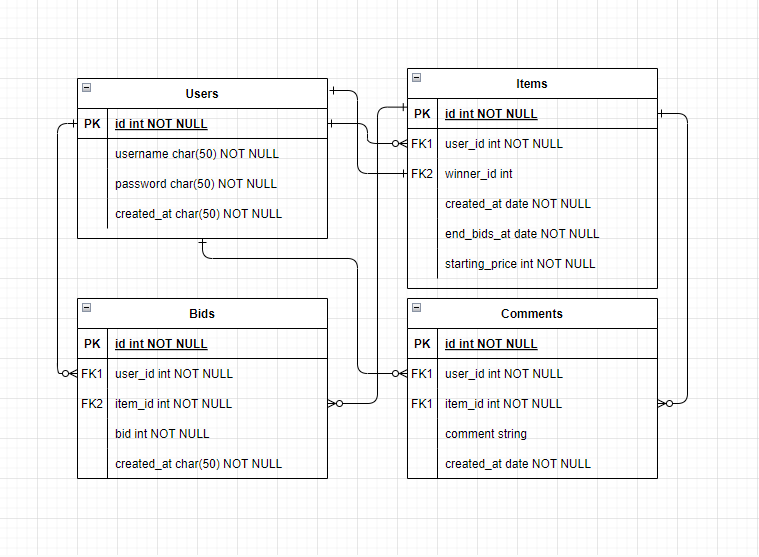 Users
PK id int NOT NULL
username char(50) NOT NULL
password char(50) NOT NULL
created_at char(50) NOT NULL
Items
PK id int NOT NULL
FK1 user_id int NOT NULL
FK2 winner_id int
created_at date NOT NULL
end_bids_at date NOT NULL
starting_price int NOT NULL
Bids
PK id int NOT NULL
FK1 user_id int NOT NULL
FK2 item_id int NOT NULL
bid int NOT NULL
created_at char(50) NOT NULL
Comments
PK id int NOT NULL
FK1 user_id int NOT NULL
FK1 item_id int NOT NULL
comment string
created_at date NOT NULL